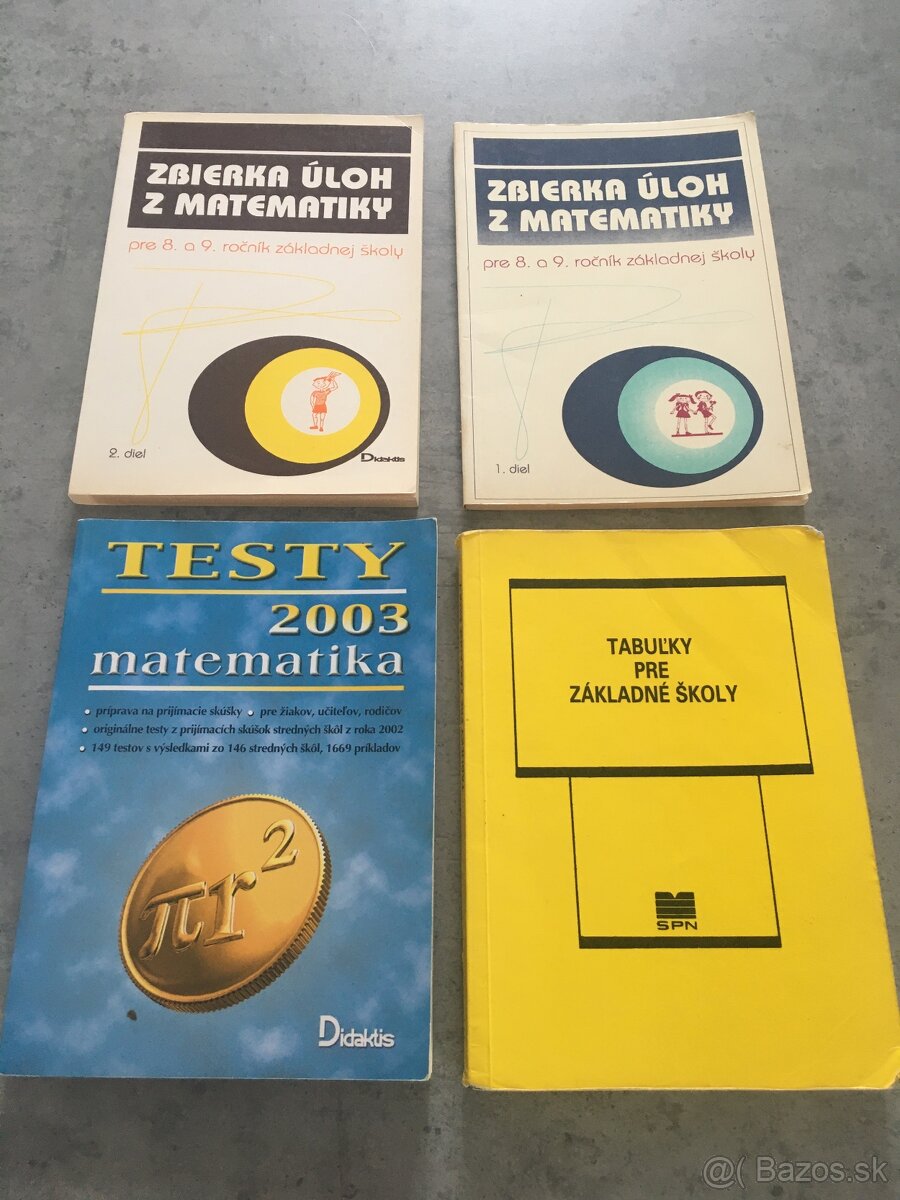 ZBIERKA ÚLOH
Z MATEMATIKY
pre 8. a 9. ročník základnej školy
2. diel
Didaktis
ZBIERKA ÚLOH
Z MATEMATIKY
pre 8. a 9. ročník základnej školy
1. diel
TESTY
2003
matematika
• príprava na prijímacie skúšky • pre žiakov, učiteľov, rodičov
• originálne testy z prijímacích skúšok stredných škôl z roka 2002
• 149 testov s výsledkami zo 146 stredných škôl, 1669 príkladov
πr²
Didaktis
TABUĽKY
PRE
ZÁKLADNÉ ŠKOLY
SPN
@( Bazos.sk